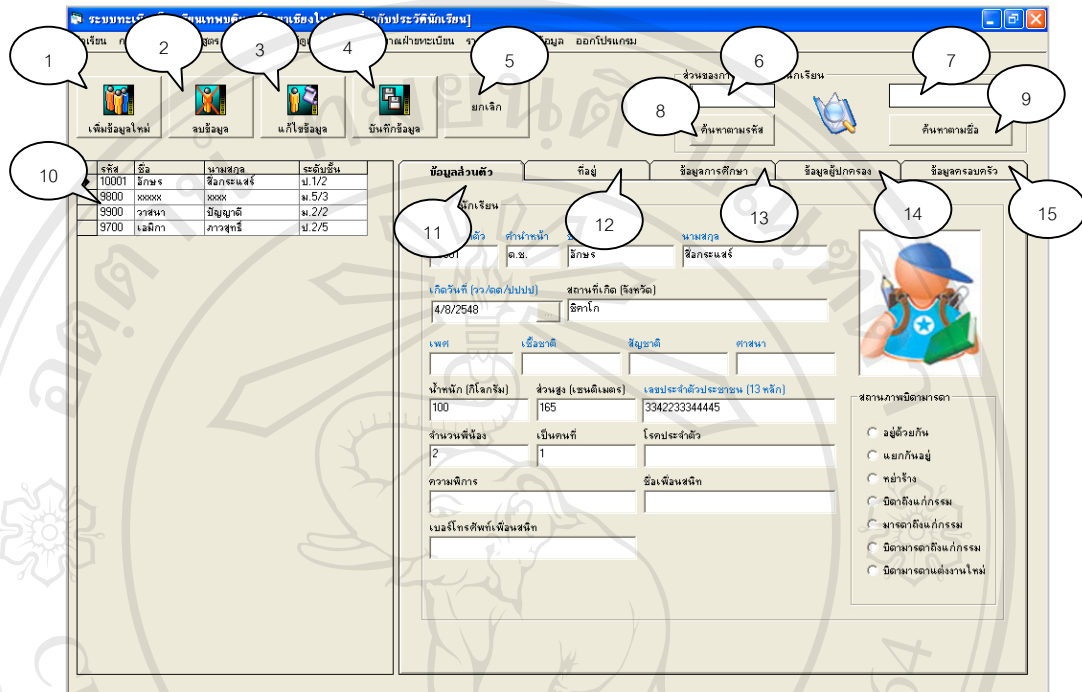 ระบบทะเบียน
1
2
3
4
5
6
7
8
9
10
11
12
13
14
15
ออกโปรแกรม
เพิ่มข้อมูลใหม่
ลบข้อมูล
แก้ไขข้อมูล
บันทึกข้อมูล
ยกเลิก
ค้นหาตามรหัส
ค้นหาตามชื่อ
รหัส ชื่อ นามสกุล ระดับชั้น
10001 อักษร สือกระแสร์ ป.1/2
9800 xxxxx xxxx ม.5/3
9900 วาสนา ปัญญาดี ม.2/2
9700 เอมิกา ภาวสุทธิ์ ป.2/5
ข้อมูลส่วนตัว ที่อยู่ ข้อมูลการศึกษา ข้อมูลผู้ปกครอง ข้อมูลครอบครัว
คำนำหน้า นามสกุล
ด.ช. อักษร สือกระแสร์
เกิดวันที่ (วว/ดด/ปปปป) สถานที่เกิด (จังหวัด)
4/8/2548 ... ชิคาโก
เพศ เชื้อชาติ สัญชาติ ศาสนา
น้ำหนัก (กิโลกรัม) ส่วนสูง (เซนติเมตร) เลขประจำตัวประชาชน (13 หลัก)
100 165 3342233344445
จำนวนพี่น้อง เป็นคนที่ โรคประจำตัว
2 1
ความพิการ ชื่อเพื่อนสนิท
เบอร์โทรศัพท์เพื่อนสนิท
สถานภาพบิดามารดา
อยู่ด้วยกัน
แยกกันอยู่
หย่าร้าง
บิดาถึงแก่กรรม
มารดาถึงแก่กรรม
บิดามารดาถึงแก่กรรม
บิดามารดาแต่งงานใหม่